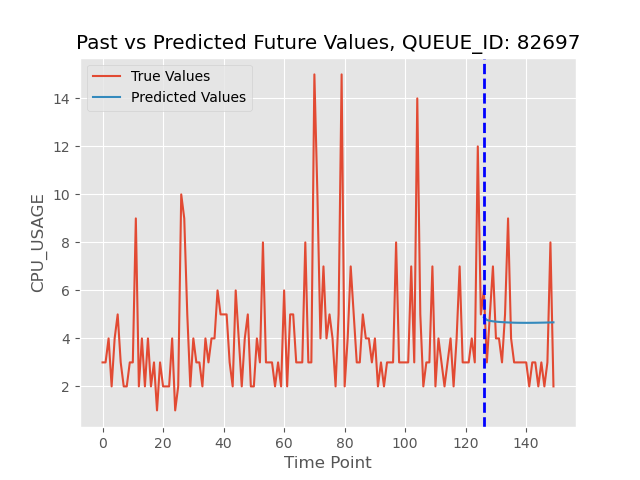 Past vs Predicted Future Values, QUEUE_ID: 82697
True Values
Predicted Values
14
12
10
8
6
4
2
CPU_USAGE
0 20 40 60 80 100 120 140
Time Point